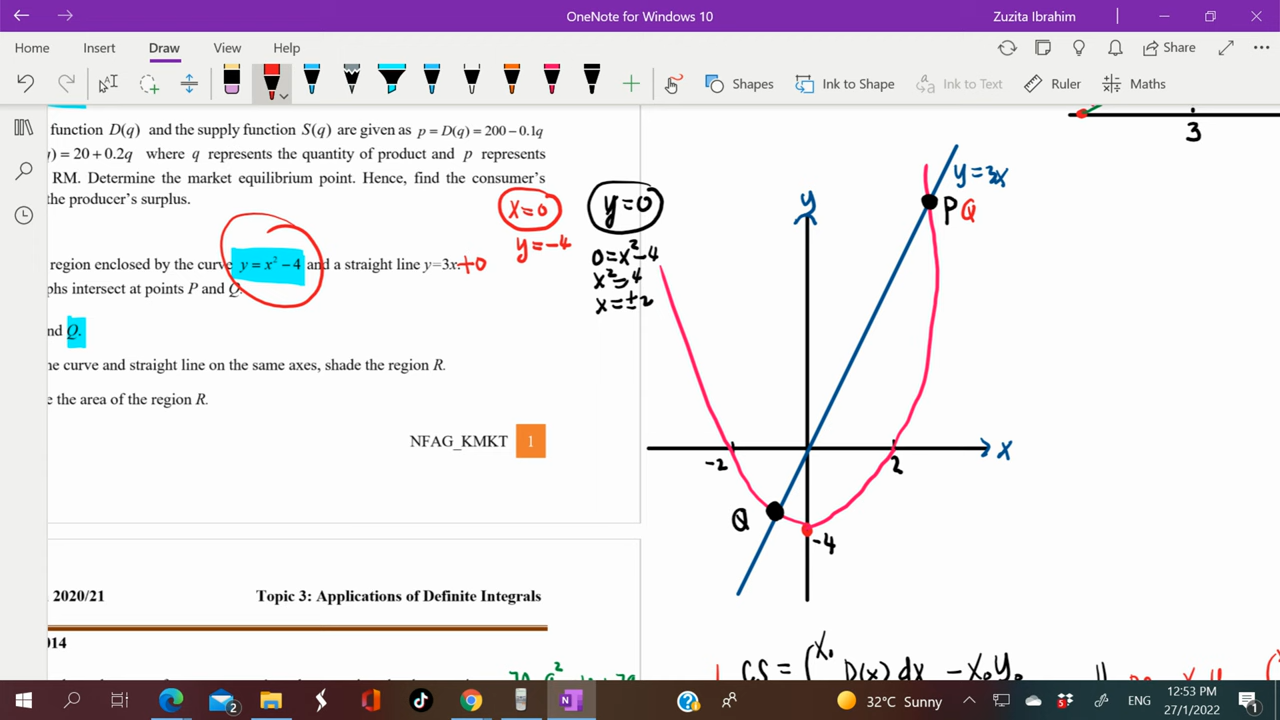 OneNote for Windows 10
Zuzita Ibrahim
Home Insert Draw View Help
Share
Shapes Ink to Shape Ink to Text Ruler Maths
function D(q) and the supply function S(q) are given as p = D(q) = 200 – 0.1q
) = 20 + 0.2q where q represents the quantity of product and p represents
RM. Determine the market equilibrium point. Hence, find the consumer's
the producer's surplus.
x=0
y=-4
y=0
0=x²-4
x²=4
x=±2
region enclosed by the curve y = x² – 4 and a straight line y=3x. +0
phs intersect at points P and Q.
nd Q.
he curve and straight line on the same axes, shade the region R.
e the area of the region R.
NFAG_KMKT 1
2020/21 Topic 3: Applications of Definite Integrals
014
3
y
y=3x
P Q
-2
2
x
Q
-4
CS = ∫ x₀ D(x) dx - x₀y₀
32°C Sunny
ENG
12:53 PM
27/1/2022